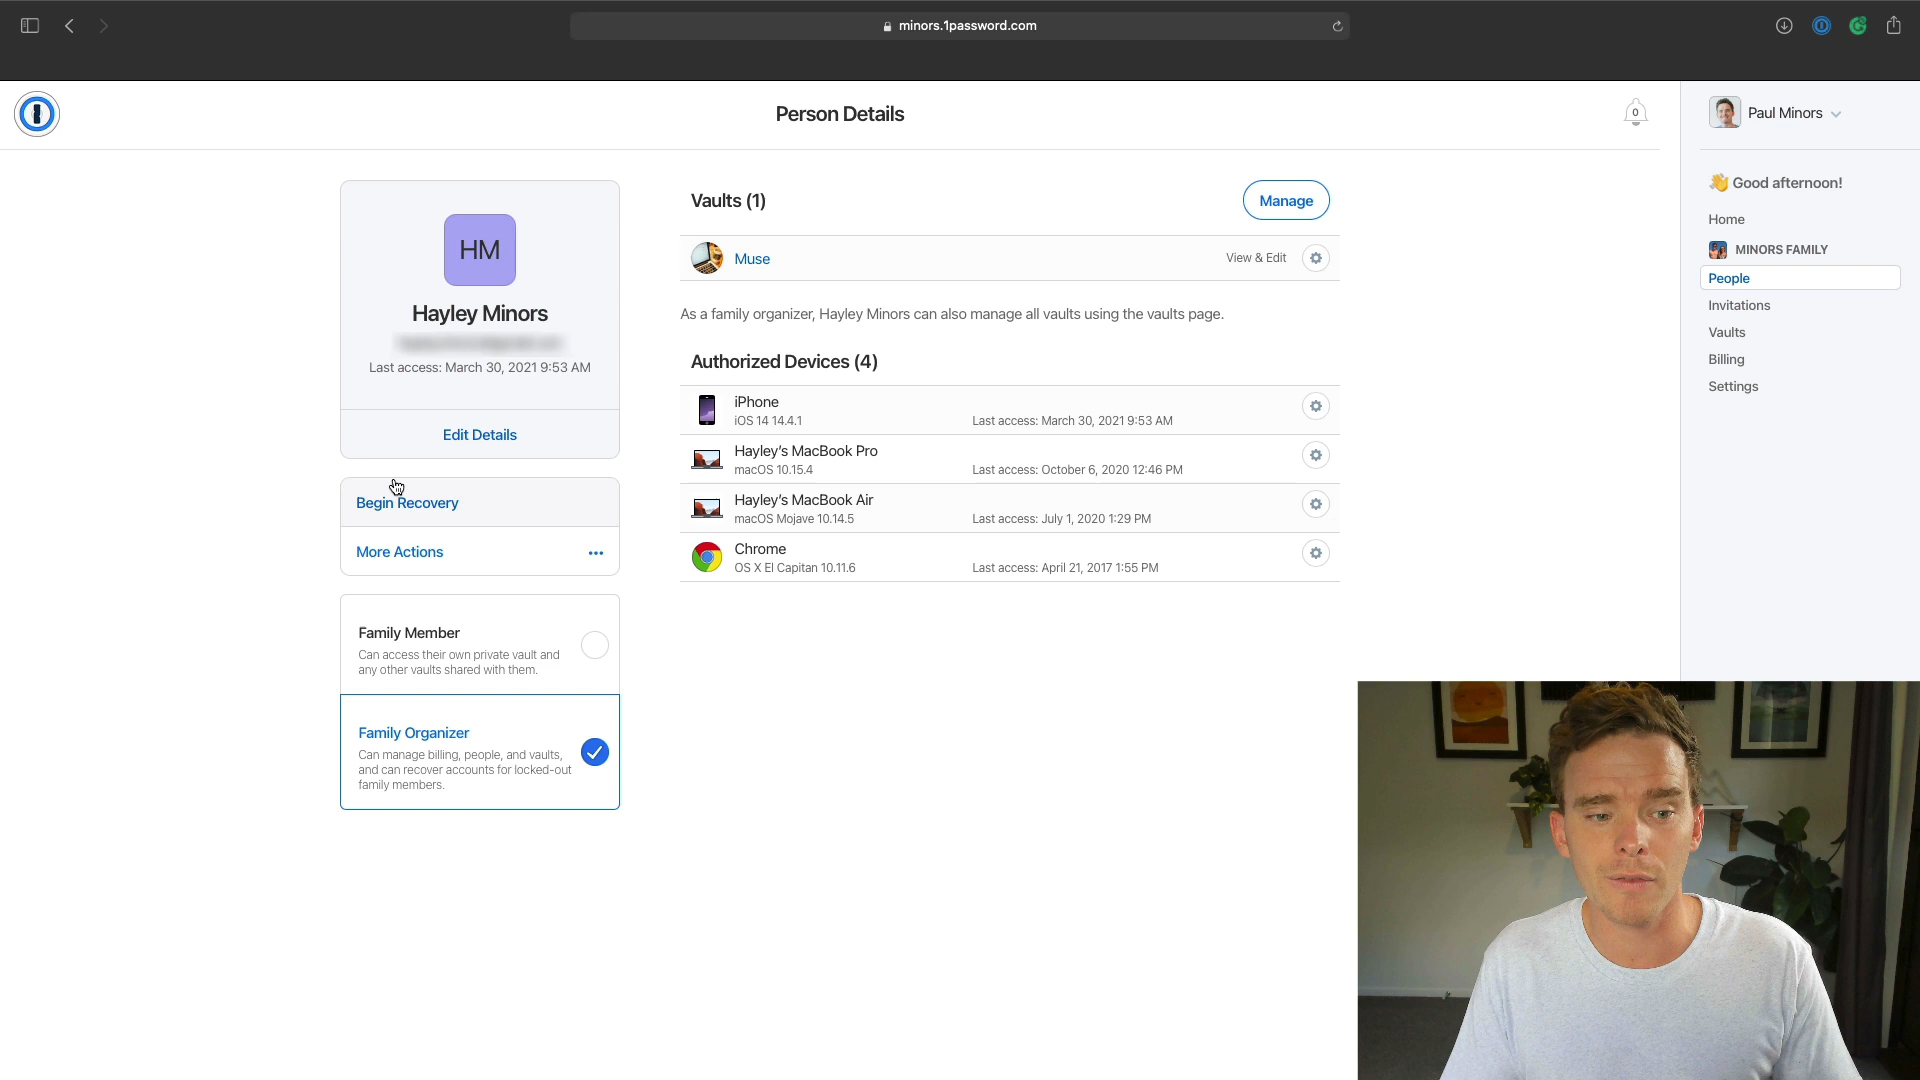 minors.1password.com
Person Details
0
Paul Minors
HM
Hayley Minors
Last access: March 30, 2021 9:53 AM
Edit Details
Begin Recovery
More Actions
Family Member
Can access their own private vault and
any other vaults shared with them.
Family Organizer
Can manage billing, people, and vaults,
and can recover accounts for locked-out
family members.
Vaults (1)
Manage
Muse
View & Edit
As a family organizer, Hayley Minors can also manage all vaults using the vaults page.
Authorized Devices (4)
iPhone
iOS 14 14.4.1
Last access: March 30, 2021 9:53 AM
Hayley's MacBook Pro
macOS 10.15.4
Last access: October 6, 2020 12:46 PM
Hayley's MacBook Air
macOS Mojave 10.14.5
Last access: July 1, 2020 1:29 PM
Chrome
OS X El Capitan 10.11.6
Last access: April 21, 2017 1:55 PM
👋 Good afternoon!
Home
MINORS FAMILY
People
Invitations
Vaults
Billing
Settings